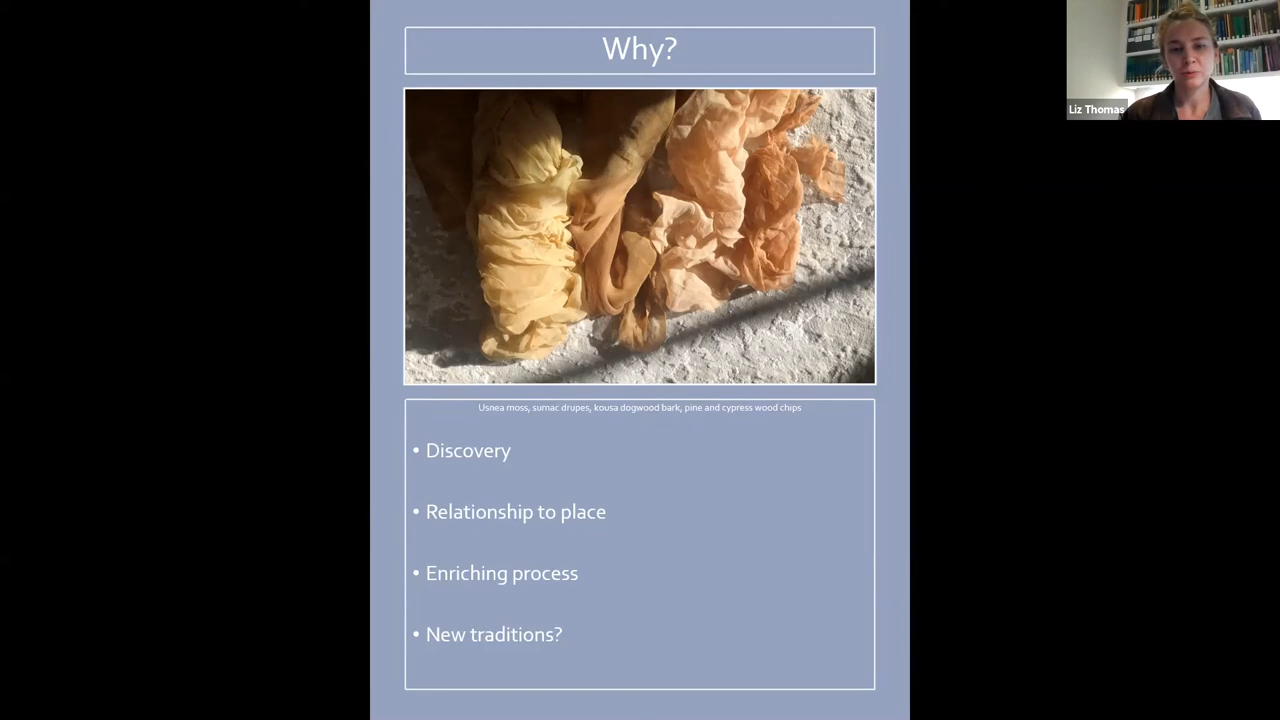 Why?
Liz Thomas
Usnea moss, sumac drupes, kousa dogwood bark, pine and cypress wood chips
• Discovery
• Relationship to place
• Enriching process
• New traditions?